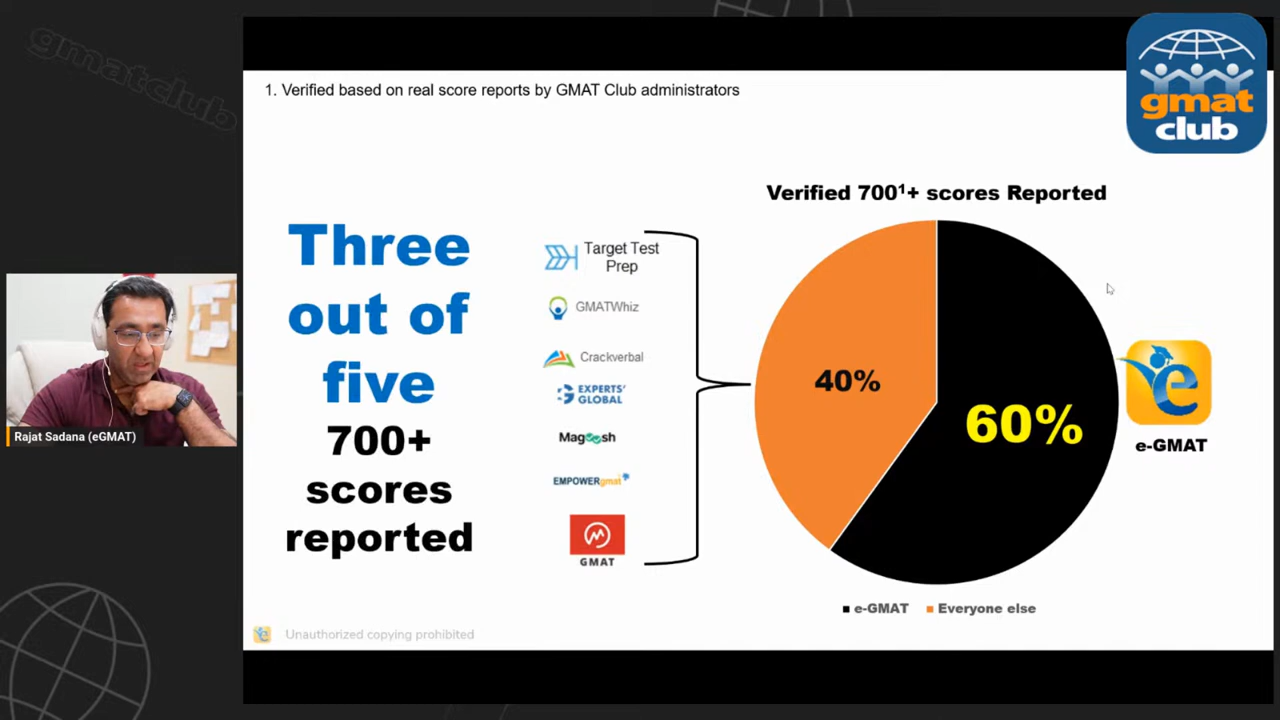 gmatclub
1. Verified based on real score reports by GMAT Club administrators
gmat
club
Three
out of
five
700+
scores
reported
Target Test
Prep
GMATWhiz
Crackverbal
EXPERTS'
GLOBAL
Magoosh
EMPOWERgmat
GMAT
Verified 700¹+ scores Reported
40%
60%
e-GMAT
e-GMAT
Everyone else
Rajat Sadana (eGMAT)
Unauthorized copying prohibited